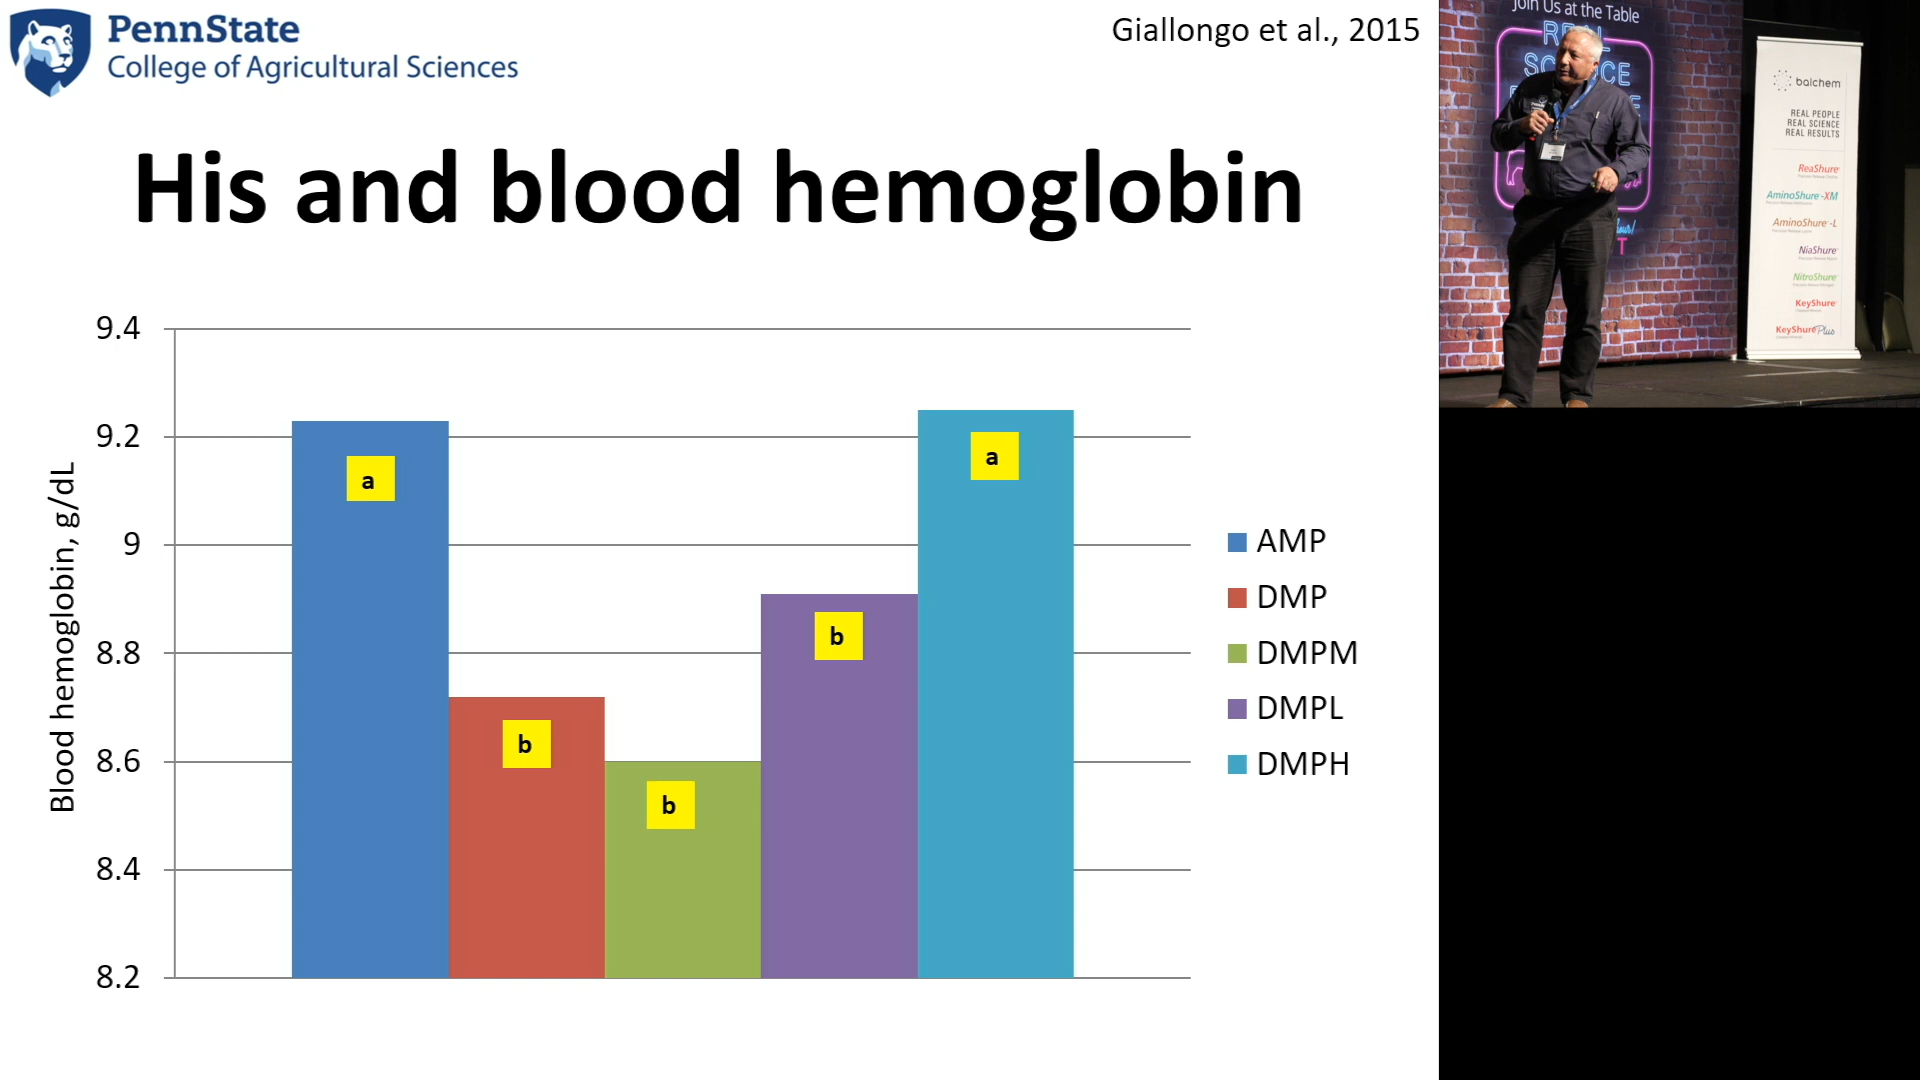 PennState
College of Agricultural Sciences
Giallongo et al., 2015
His and blood hemoglobin
Blood hemoglobin, g/dL
9.4
9.2
9
8.8
8.6
8.4
8.2
a
b
b
b
a
AMP
DMP
DMPM
DMPL
DMPH
Join Us at the Table
balchem
REAL PEOPLE
REAL SCIENCE
REAL RESULTS
ReaShure
AminoShure-XM
AminoShure-L
NiaShure
NitroShure
KeyShure
KeyShure Plus